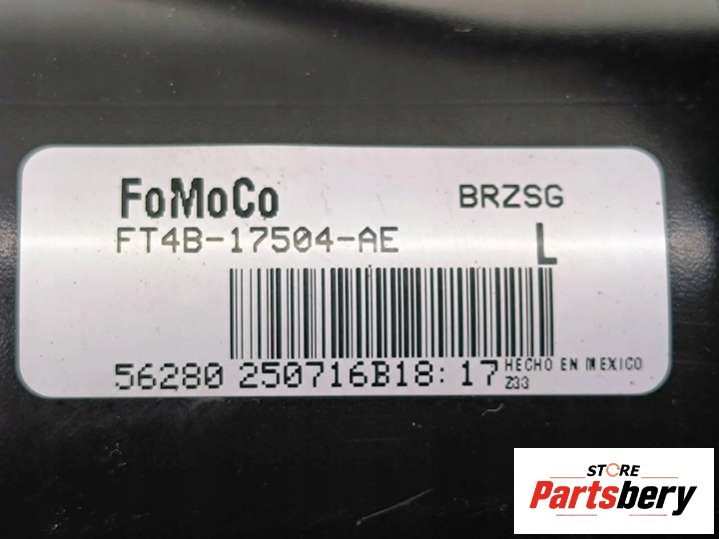 FoMoCo BRZSG
FT4B-17504-AE L
56280 250716B18:17 HECHO EN MEXICO
Z33
STORE
Partsbery